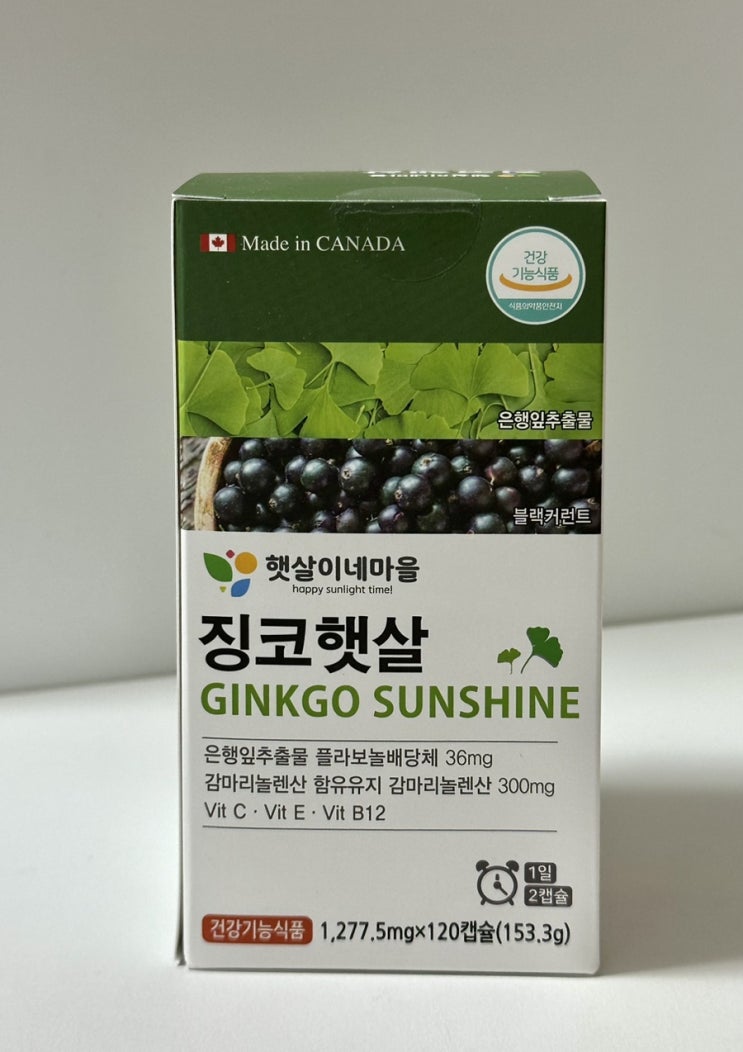 Made in CANADA
건강
기능식품
식품의약품안전처
은행잎추출물
블랙커런트
햇살이네마을
happy sunlight time!
징코햇살
GINKGO SUNSHINE
은행잎추출물 플라보놀배당체 36mg
감마리놀렌산 함유유지 감마리놀렌산 300mg
Vit C · Vit E · Vit B12
1일
2캡슐
건강기능식품 1,277.5mg×120캡슐(153.3g)